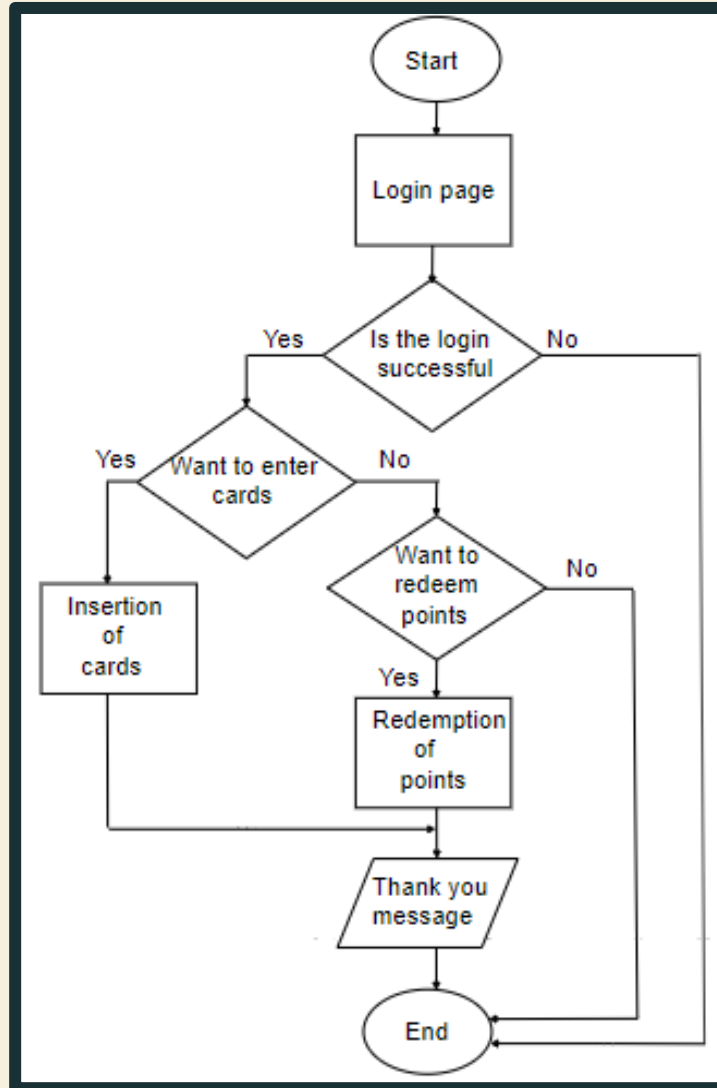 Start
Login page
Is the login
successful
Yes
No
Want to enter
cards
Yes
No
Want to
redeem
points
No
Yes
Insertion
of
cards
Redemption
of
points
Thank you
message
End